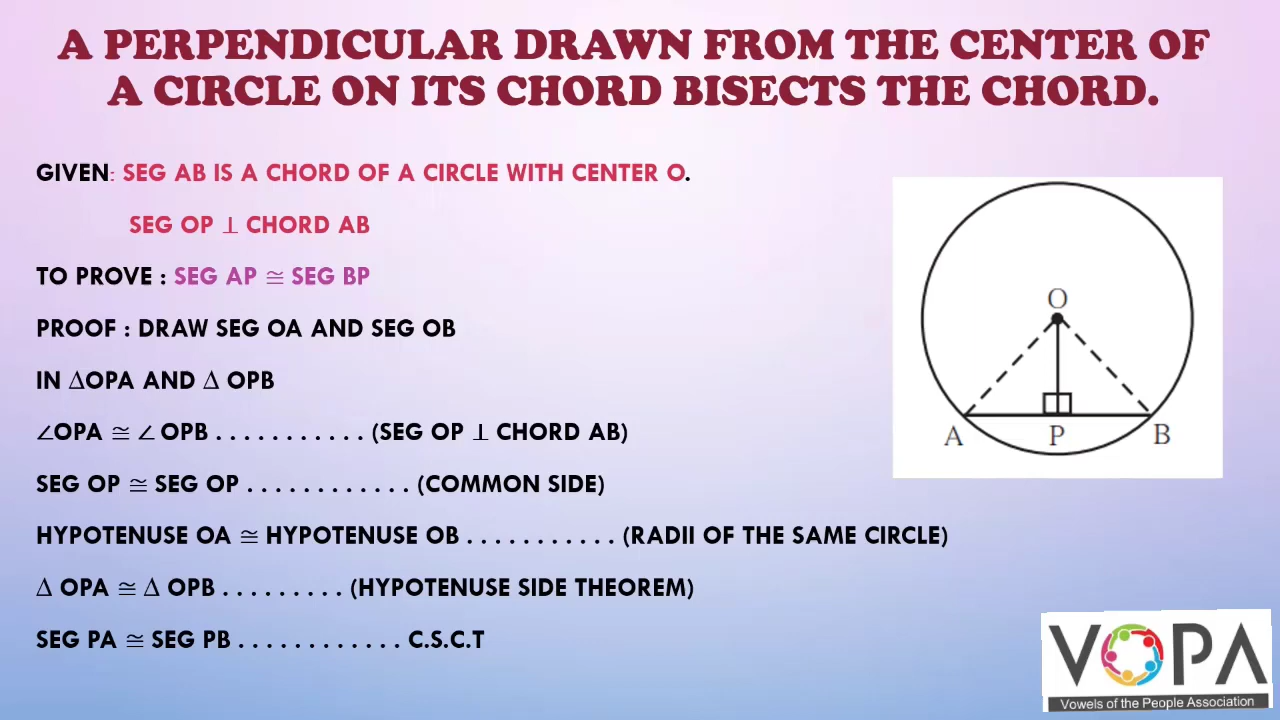 A PERPENDICULAR DRAWN FROM THE CENTER OF
A CIRCLE ON ITS CHORD BISECTS THE CHORD.
GIVEN: SEG AB IS A CHORD OF A CIRCLE WITH CENTER O.
SEG OP ⊥ CHORD AB
TO PROVE : SEG AP ≅ SEG BP
PROOF : DRAW SEG OA AND SEG OB
IN ∆OPA AND ∆ OPB
∠OPA ≅ ∠ OPB . . . . . . . . . . . (SEG OP ⊥ CHORD AB)
SEG OP ≅ SEG OP . . . . . . . . . . . . (COMMON SIDE)
HYPOTENUSE OA ≅ HYPOTENUSE OB . . . . . . . . . . . (RADII OF THE SAME CIRCLE)
∆ OPA ≅ ∆ OPB . . . . . . . . . (HYPOTENUSE SIDE THEOREM)
SEG PA ≅ SEG PB . . . . . . . . . . . . C.S.C.T
O
A P B
VOPA
Vowels of the People Association